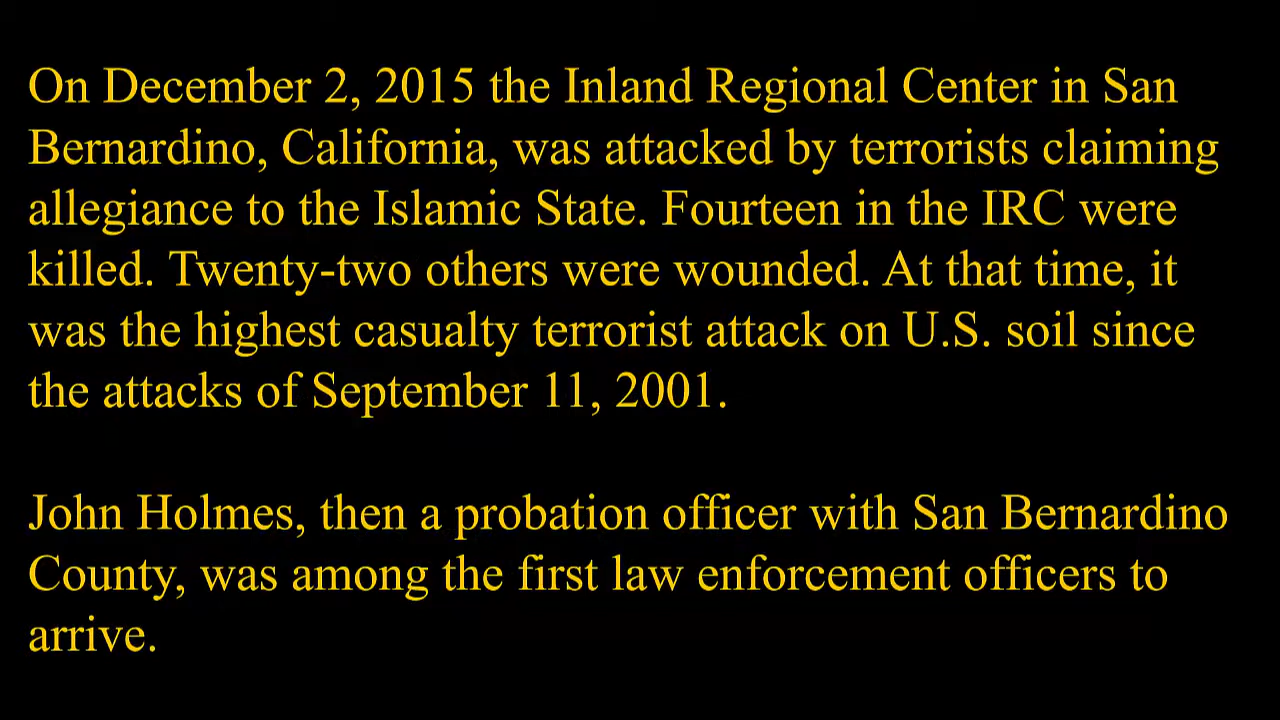 On December 2, 2015 the Inland Regional Center in San
Bernardino, California, was attacked by terrorists claiming
allegiance to the Islamic State. Fourteen in the IRC were
killed. Twenty-two others were wounded. At that time, it
was the highest casualty terrorist attack on U.S. soil since
the attacks of September 11, 2001.
John Holmes, then a probation officer with San Bernardino
County, was among the first law enforcement officers to
arrive.